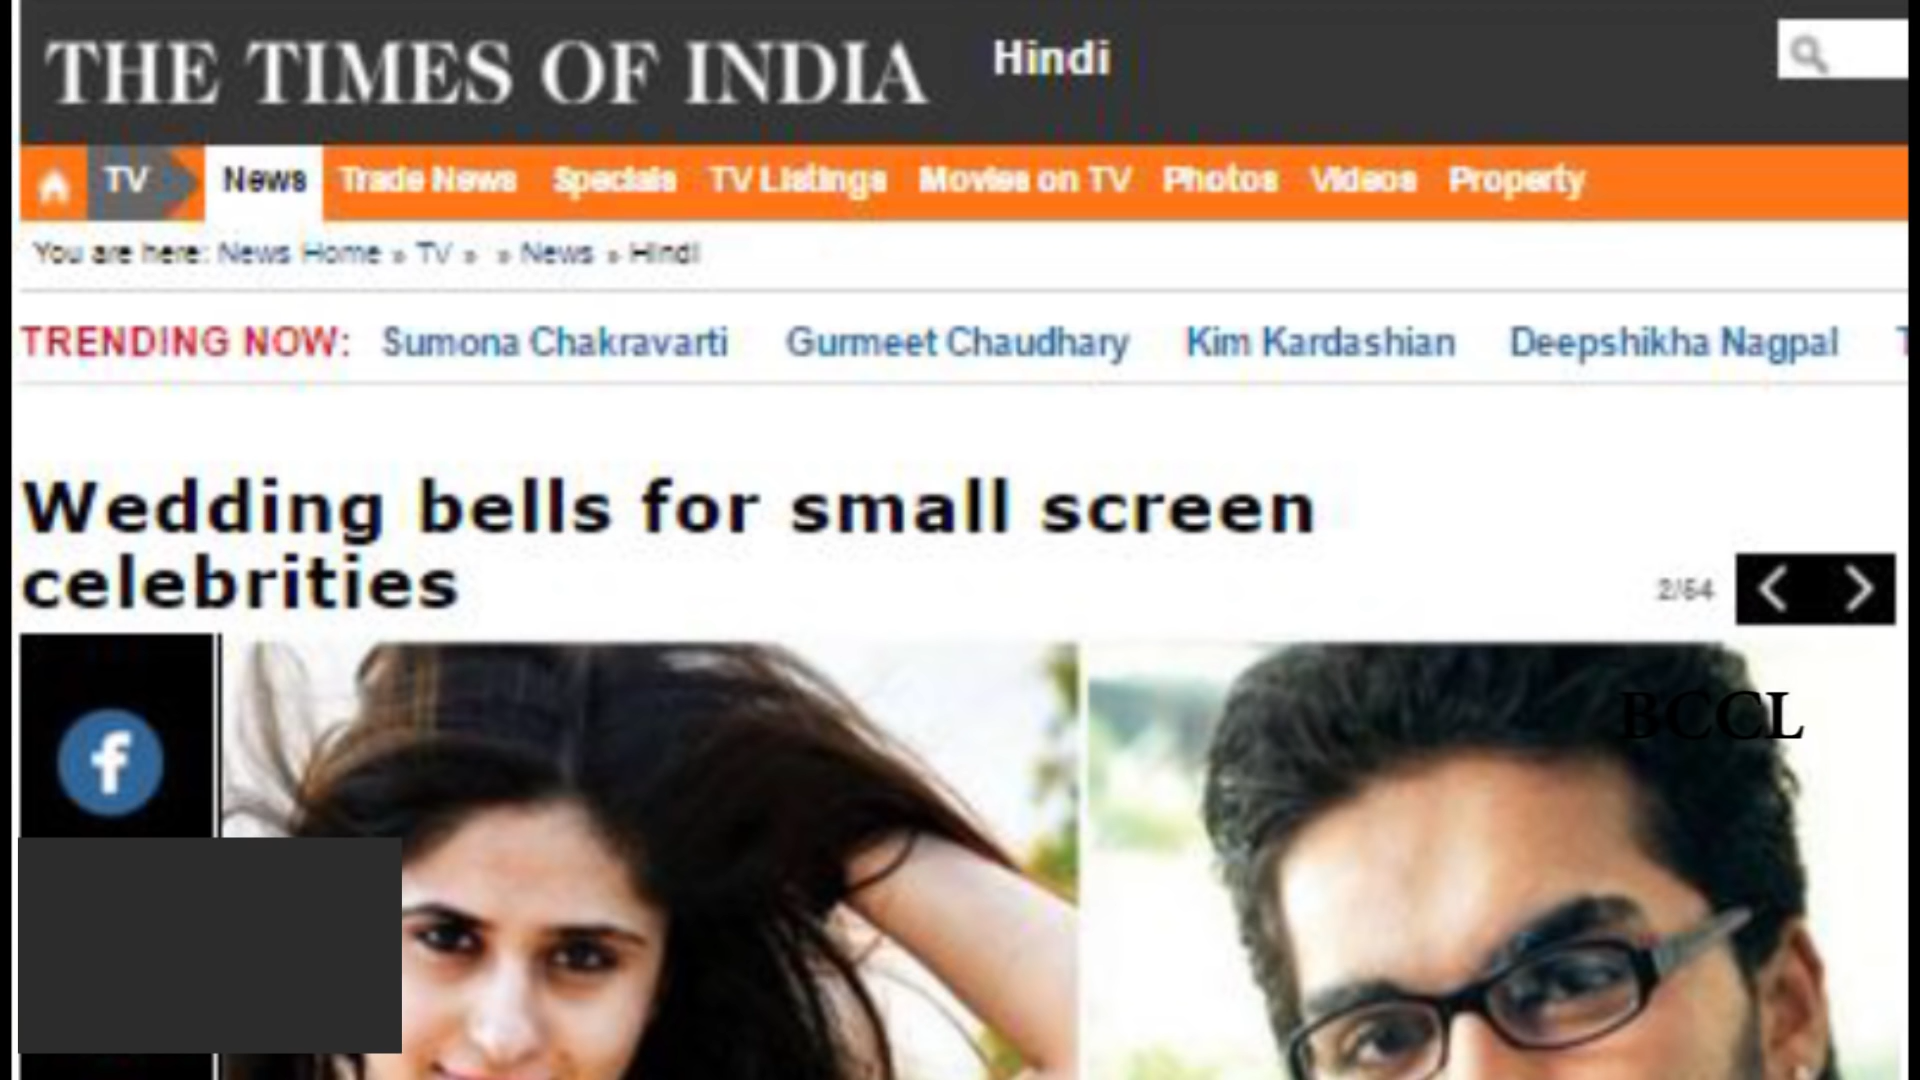 THE TIMES OF INDIA Hindi
TV News Trade News Specials TV Listings Movies on TV Photos Videos Property
You are here: News Home » TV » » News » Hindi
TRENDING NOW: Sumona Chakravarti Gurmeet Chaudhary Kim Kardashian Deepshikha Nagpal
Wedding bells for small screen
celebrities
2/54
f
BCCL